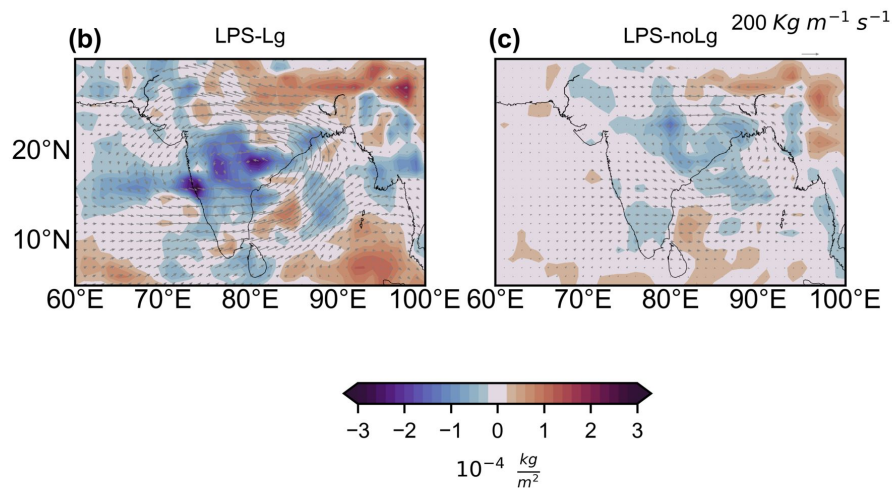 (b) LPS-Lg (c) LPS-noLg 200 Kg m⁻¹ s⁻¹
20°N
10°N
60°E 70°E 80°E 90°E 100°E 60°E 70°E 80°E 90°E 100°E
−3 −2 −1 0 1 2 3
10⁻⁴ kg/m²